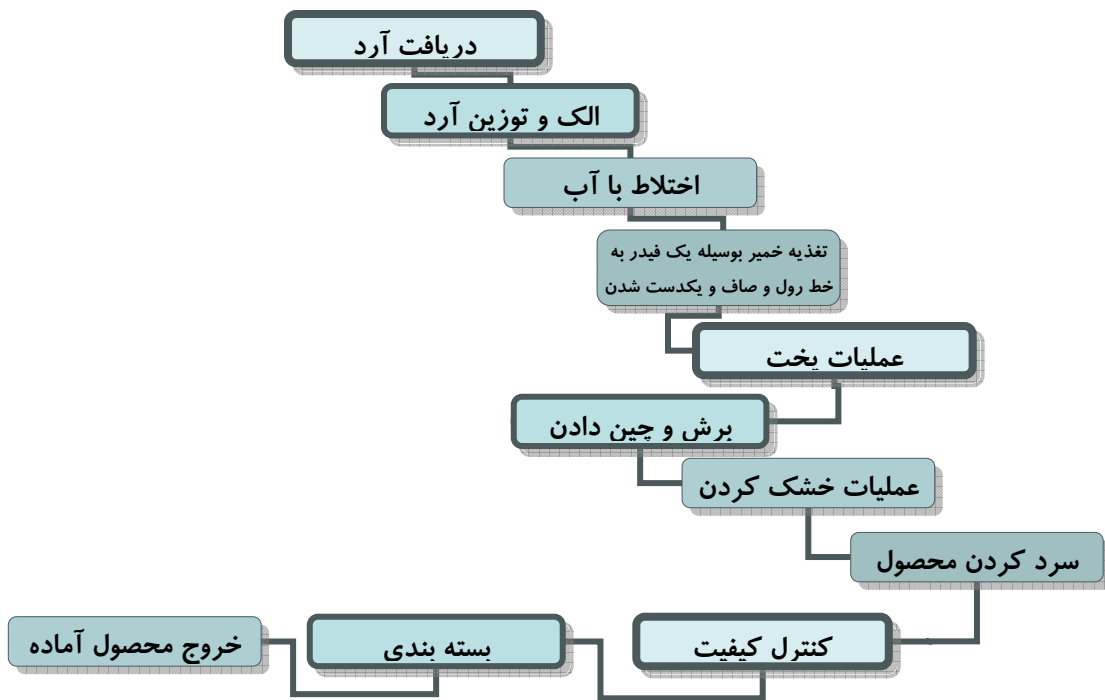 دریافت آرد
الک و توزین آرد
اختلاط با آب
تغذیه خمیر بوسیله یک فیدر به
خط رول و صاف و یکدست شدن
عملیات پخت
برش و چین دادن
عملیات خشک کردن
سرد کردن محصول
کنترل کیفیت
بسته بندی
خروج محصول آماده